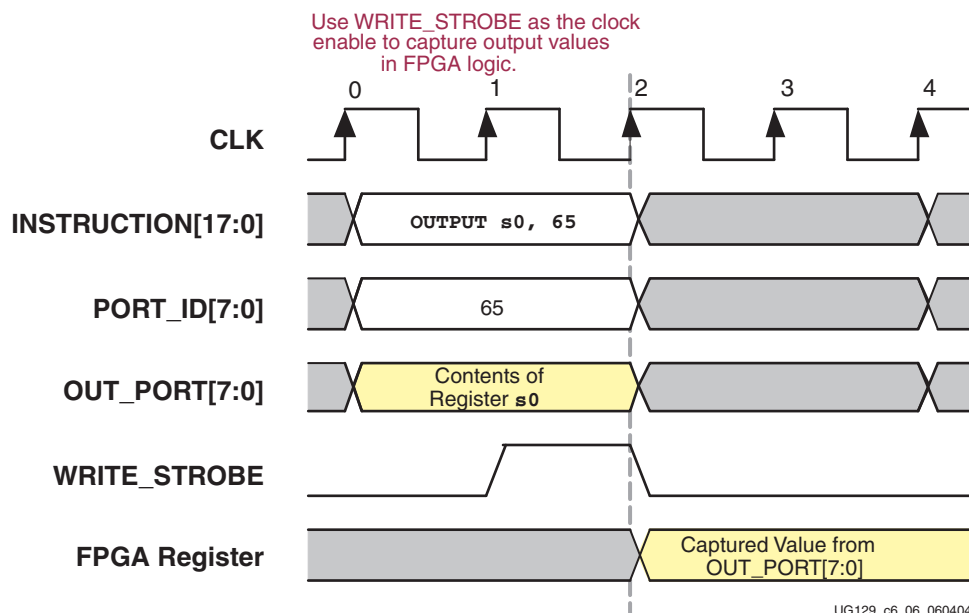 Use WRITE_STROBE as the clock
enable to capture output values
in FPGA logic.
0 1 2 3 4
CLK
INSTRUCTION[17:0]
OUTPUT s0, 65
PORT_ID[7:0]
65
OUT_PORT[7:0]
Contents of
Register s0
WRITE_STROBE
FPGA Register
Captured Value from
OUT_PORT[7:0]
UG129_c6_06_060404